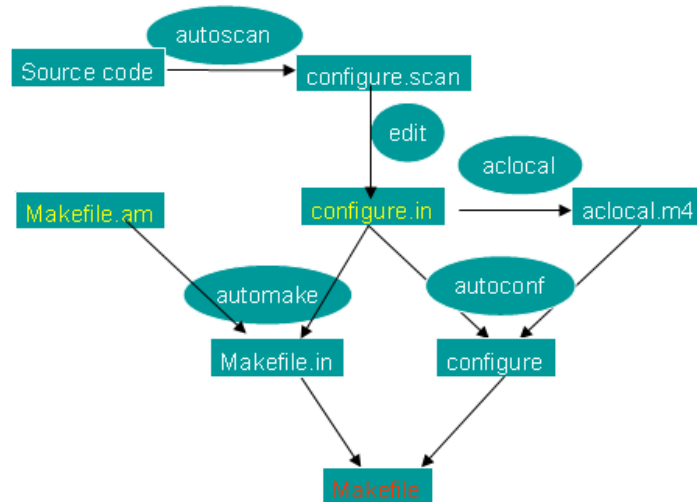 autoscan
Source code
configure.scan
edit
aclocal
Makefile.am
configure.in
aclocal.m4
automake
autoconf
Makefile.in
configure
Makefile